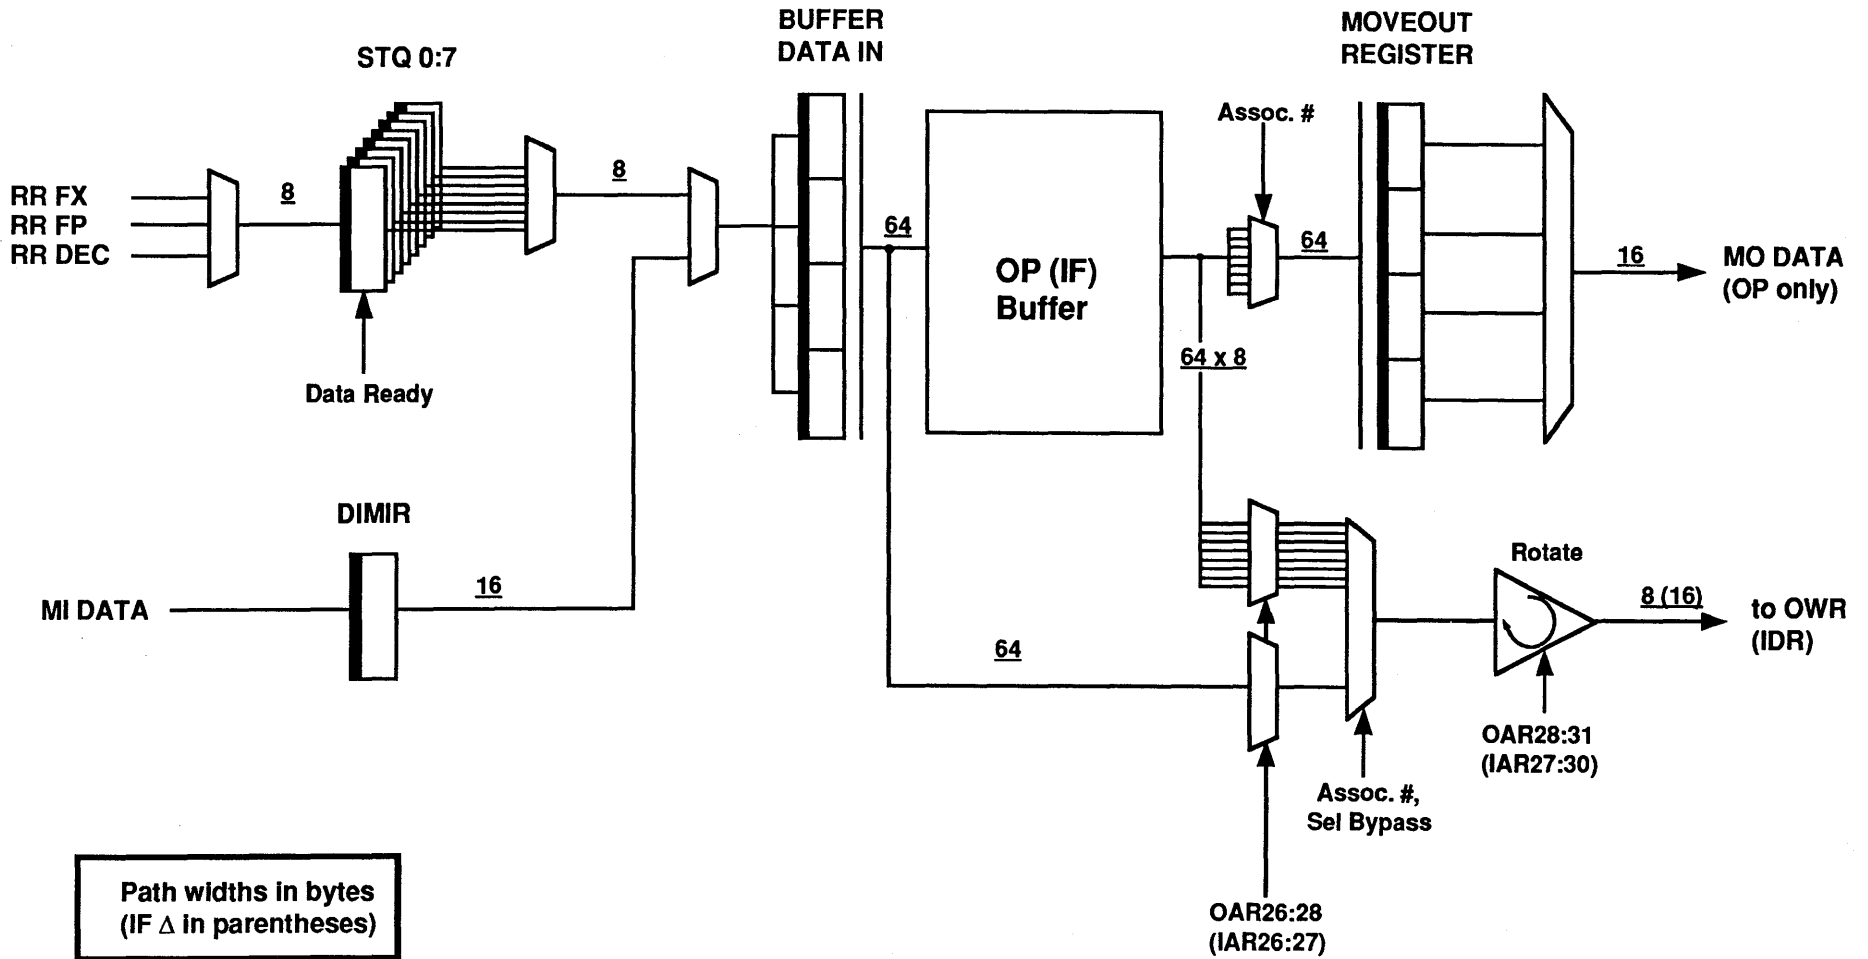 BUFFER
DATA IN
MOVEOUT
REGISTER
STQ 0:7
Assoc. #
RR FX
RR FP
RR DEC
8
8
64
64
16
OP (IF)
Buffer
MO DATA
(OP only)
64 x 8
Data Ready
DIMIR
Rotate
MI DATA
16
8 (16)
to OWR
(IDR)
64
OAR28:31
(IAR27:30)
Assoc. #,
Sel Bypass
Path widths in bytes
(IF Δ in parentheses)
OAR26:28
(IAR26:27)